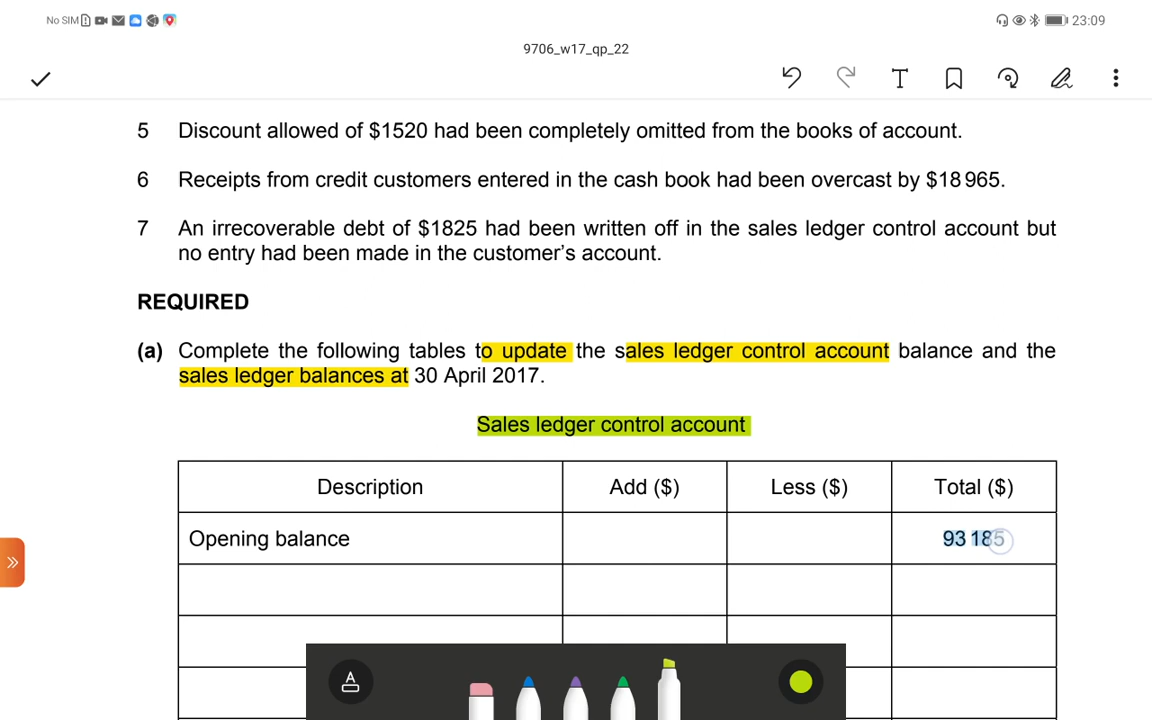 No SIM 23:09
9706_w17_qp_22
5 Discount allowed of $1520 had been completely omitted from the books of account.
6 Receipts from credit customers entered in the cash book had been overcast by $18 965.
7 An irrecoverable debt of $1825 had been written off in the sales ledger control account but
no entry had been made in the customer’s account.
REQUIRED
(a) Complete the following tables to update the sales ledger control account balance and the
sales ledger balances at 30 April 2017.
Sales ledger control account
Description Add ($) Less ($) Total ($)
Opening balance 93 185